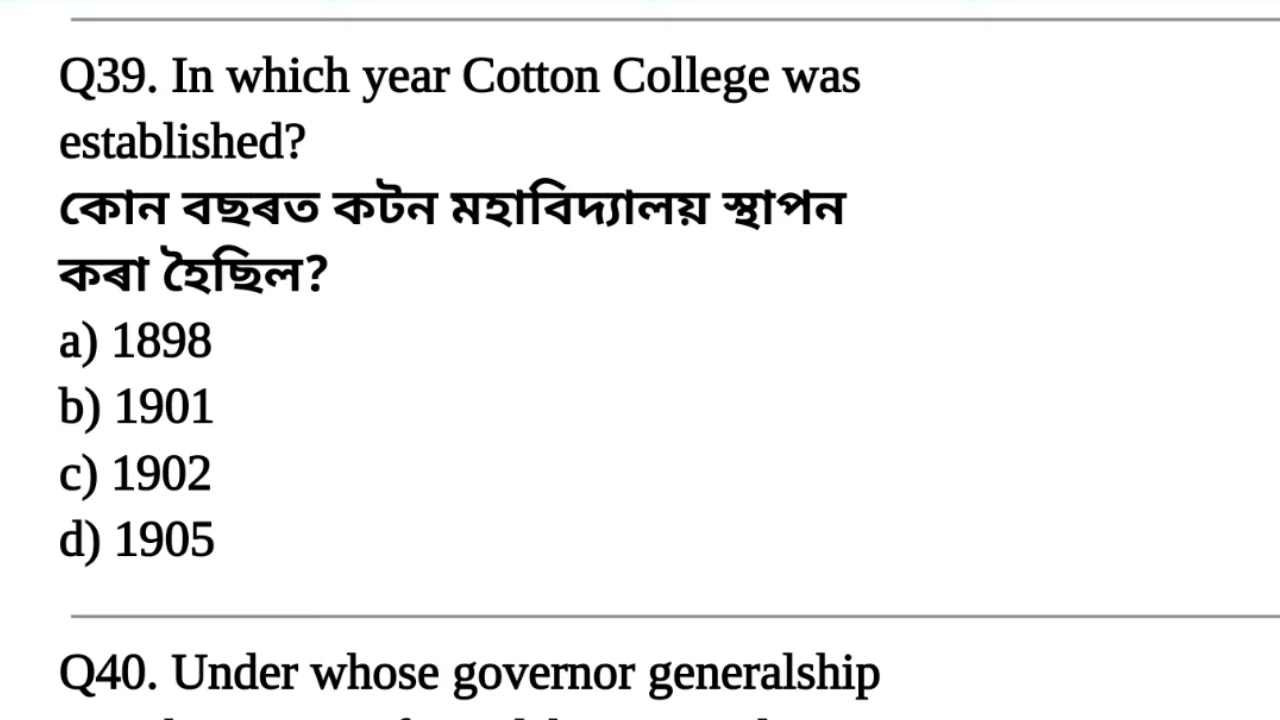 Q39. In which year Cotton College was
established?
কোন বছৰত কটন মহাবিদ্যালয় স্থাপন
কৰা হৈছিল?
a) 1898
b) 1901
c) 1902
d) 1905
Q40. Under whose governor generalship